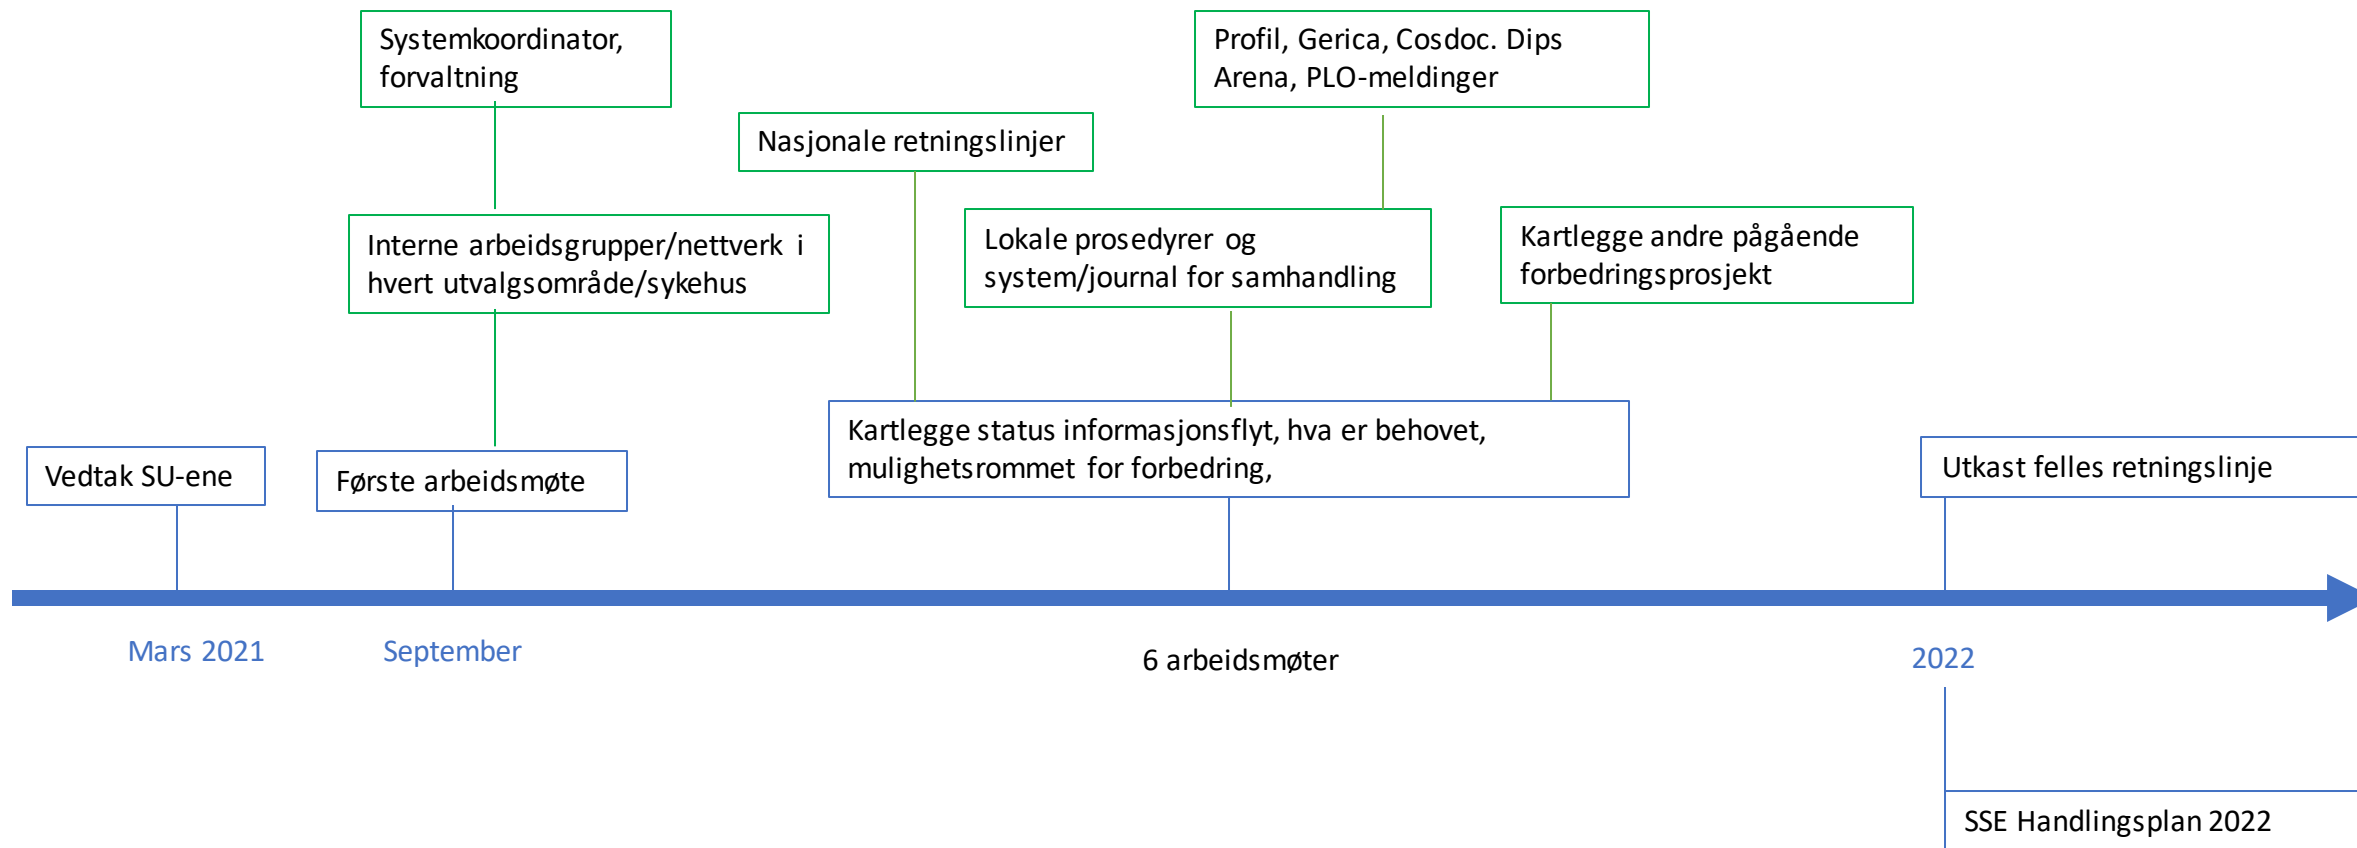 Systemkoordinator,
forvaltning
Profil, Gerica, Cosdoc. Dips
Arena, PLO-meldinger
Nasjonale retningslinjer
Interne arbeidsgrupper/nettverk i
hvert utvalgsområde/sykehus
Lokale prosedyrer og
system/journal for samhandling
Kartlegge andre pågående
forbedringsprosjekt
Vedtak SU-ene
Første arbeidsmøte
Kartlegge status informasjonsflyt, hva er behovet,
mulighetsrommet for forbedring,
Utkast felles retningslinje
Mars 2021
September
6 arbeidsmøter
2022
SSE Handlingsplan 2022